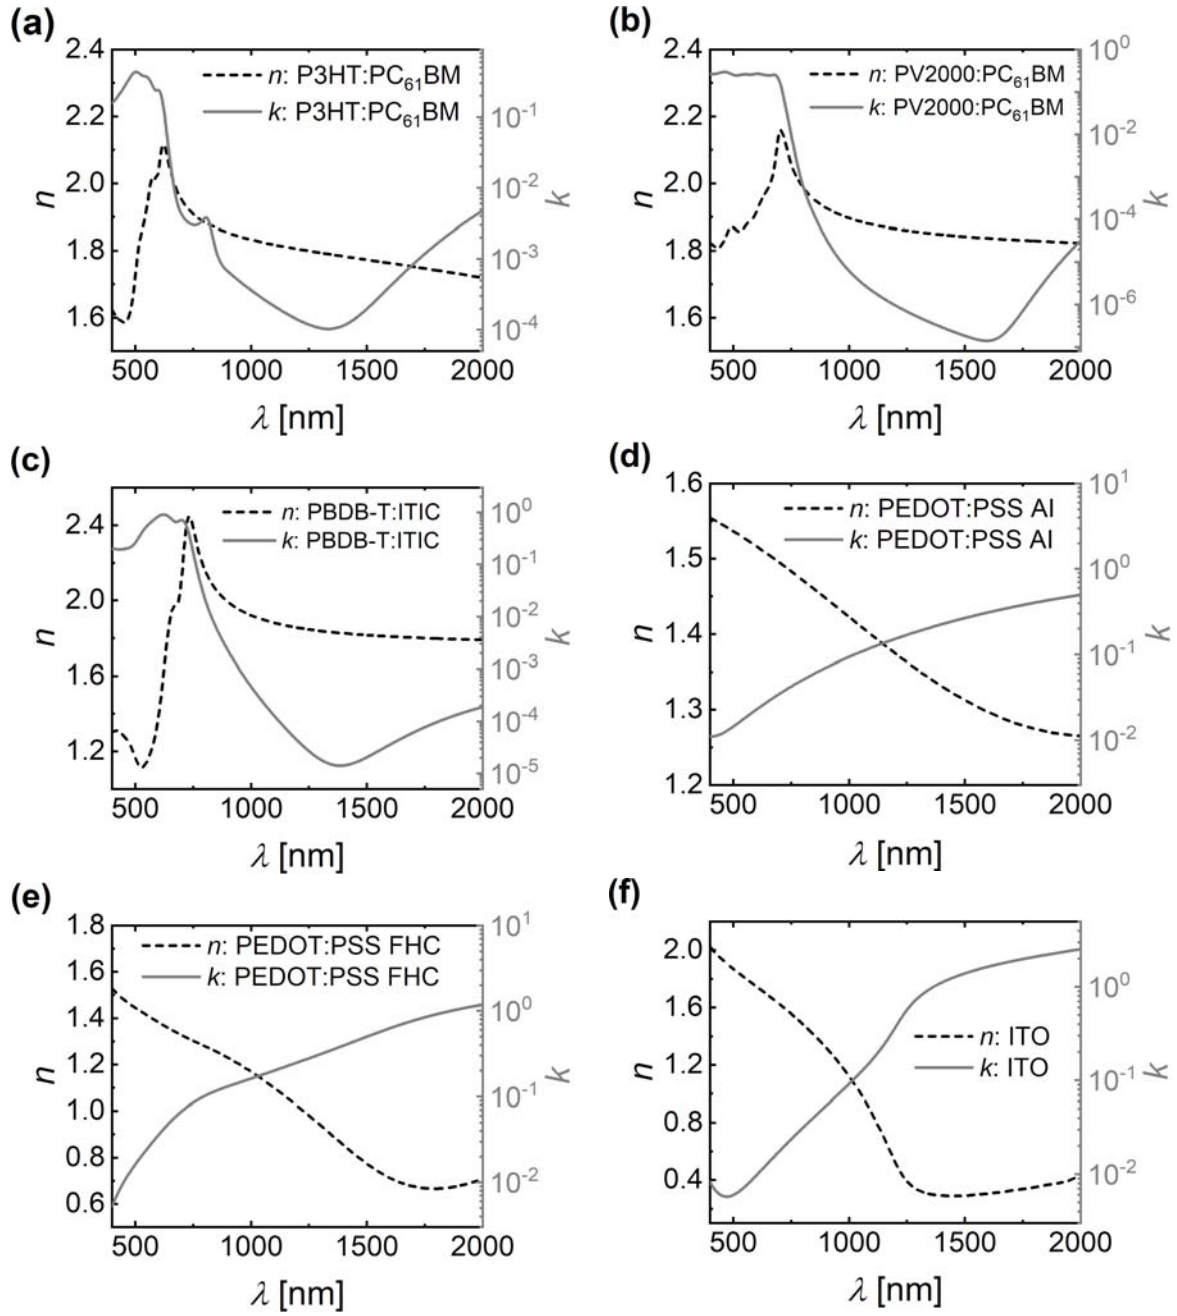 (a)
2.4
2.2
2.0
1.8
1.6
n
n: P3HT:PC61BM
k: P3HT:PC61BM
10-1
10-2
10-3
10-4
k
500 1000 1500 2000
λ [nm]
(b)
2.4
2.2
2.0
1.8
1.6
n
n: PV2000:PC61BM
k: PV2000:PC61BM
100
10-2
10-4
10-6
k
500 1000 1500 2000
λ [nm]
(c)
2.4
2.0
1.6
1.2
n
n: PBDB-T:ITIC
k: PBDB-T:ITIC
100
10-1
10-2
10-3
10-4
10-5
k
500 1000 1500 2000
λ [nm]
(d)
1.6
1.5
1.4
1.3
1.2
n
n: PEDOT:PSS AI
k: PEDOT:PSS AI
101
100
10-1
10-2
k
500 1000 1500 2000
λ [nm]
(e)
1.8
1.6
1.4
1.2
1.0
0.8
0.6
n
n: PEDOT:PSS FHC
k: PEDOT:PSS FHC
101
100
10-1
10-2
k
500 1000 1500 2000
λ [nm]
(f)
2.0
1.6
1.2
0.8
0.4
n
n: ITO
k: ITO
100
10-1
10-2
k
500 1000 1500 2000
λ [nm]